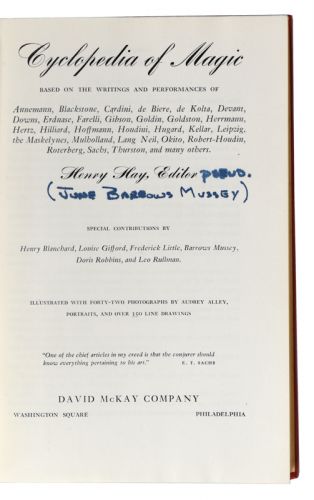 Cyclopedia of Magic
BASED ON THE WRITINGS AND PERFORMANCES OF
Annemann, Blackstone, Cardini, de Biere, de Kolta, Devant,
Downs, Erdnase, Farelli, Gibson, Goldin, Goldston, Herrmann,
Hertz, Hilliard, Hoffmann, Houdini, Hugard, Kellar, Leipzig,
the Maskelynes, Mulholland, Lang Neil, Okito, Robert-Houdin,
Roterberg, Sachs, Thurston, and many others.
Henry Hay, Editor PSEUD.
(JUNE BARROWS MUSSEY)
SPECIAL CONTRIBUTIONS BY
Henry Blanchard, Louise Gifford, Frederick Little, Barrows Mussey,
Doris Robbins, and Leo Rullman.
ILLUSTRATED WITH FORTY-TWO PHOTOGRAPHS BY AUDREY ALLEY,
PORTRAITS, AND OVER 350 LINE DRAWINGS
"One of the chief articles in my creed is that the conjurer should
know everything pertaining to his art." E. T. SACHS
DAVID McKAY COMPANY
WASHINGTON SQUARE PHILADELPHIA